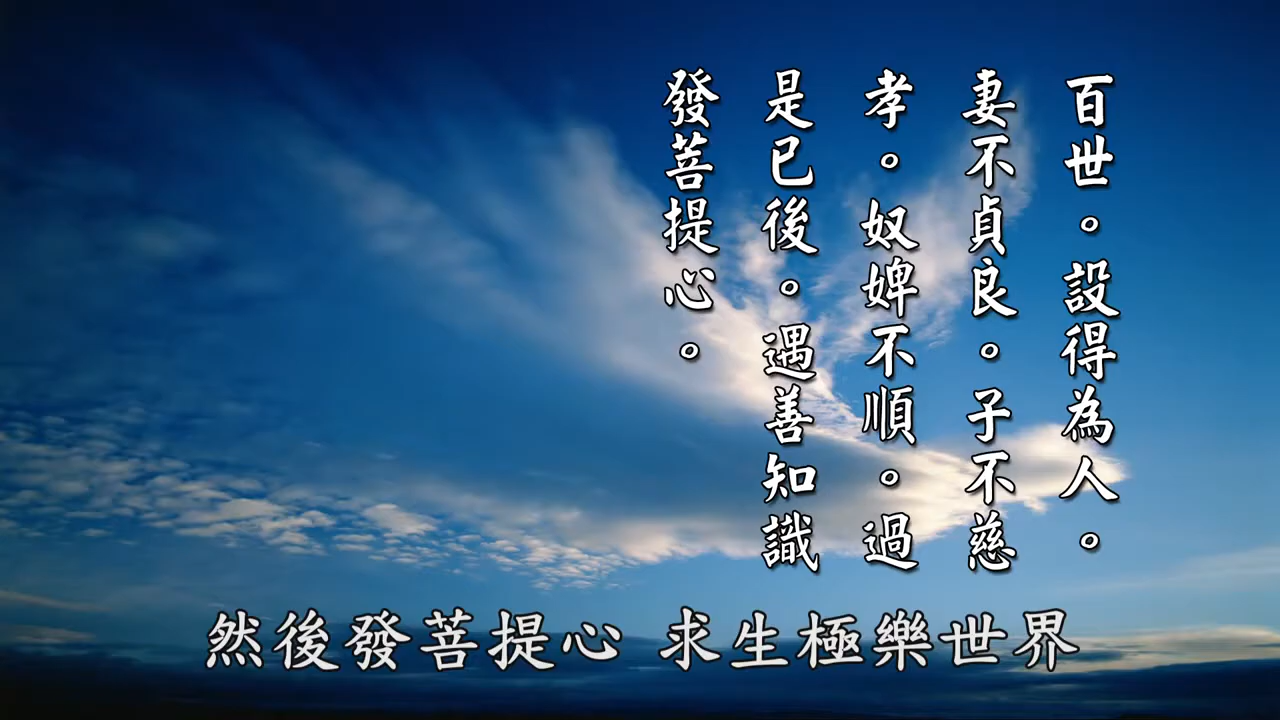 百世。設得為人。
妻不貞良。子不慈
孝。奴婢不順。過
是已後。遇善知識
發菩提心。
然後發菩提心 求生極樂世界